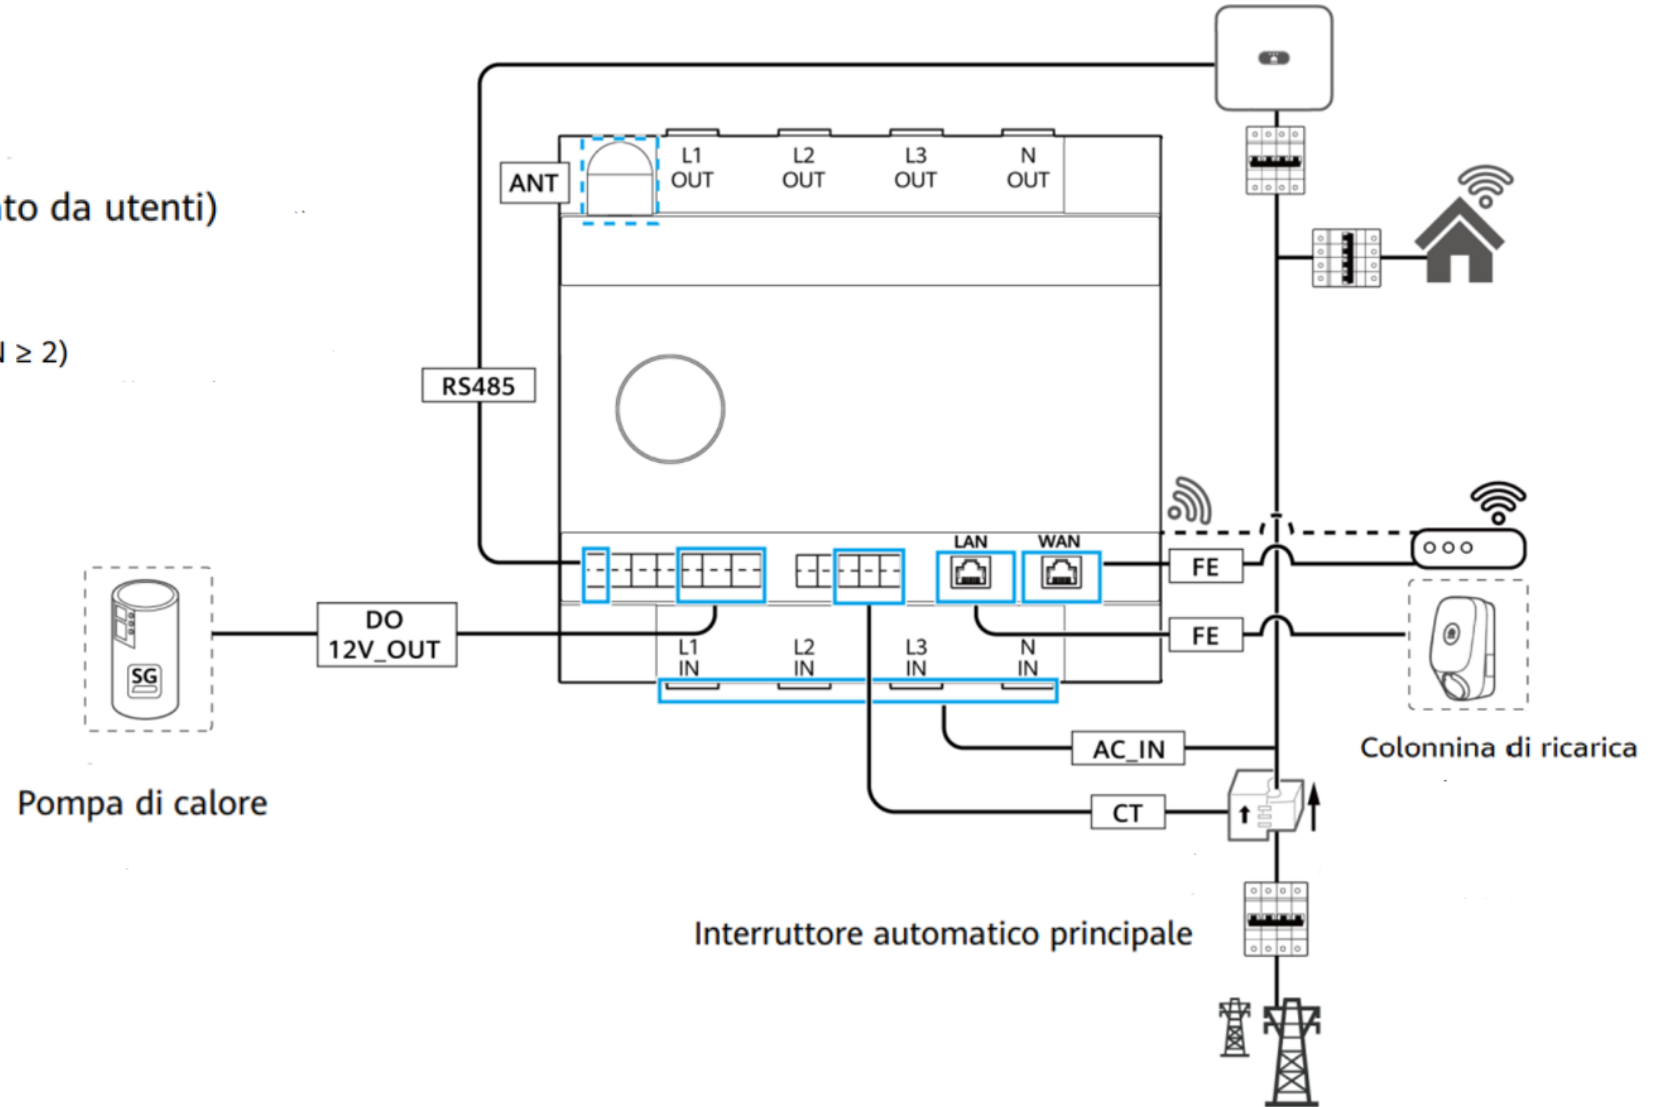 ANT
L1 OUT
L2 OUT
L3 OUT
N OUT
to da utenti)
≥ 2)
RS485
LAN
WAN
FE
DO
12V_OUT
FE
L1 IN
L2 IN
L3 IN
N IN
SG
AC_IN
Colonnina di ricarica
Pompa di calore
CT
Interruttore automatico principale